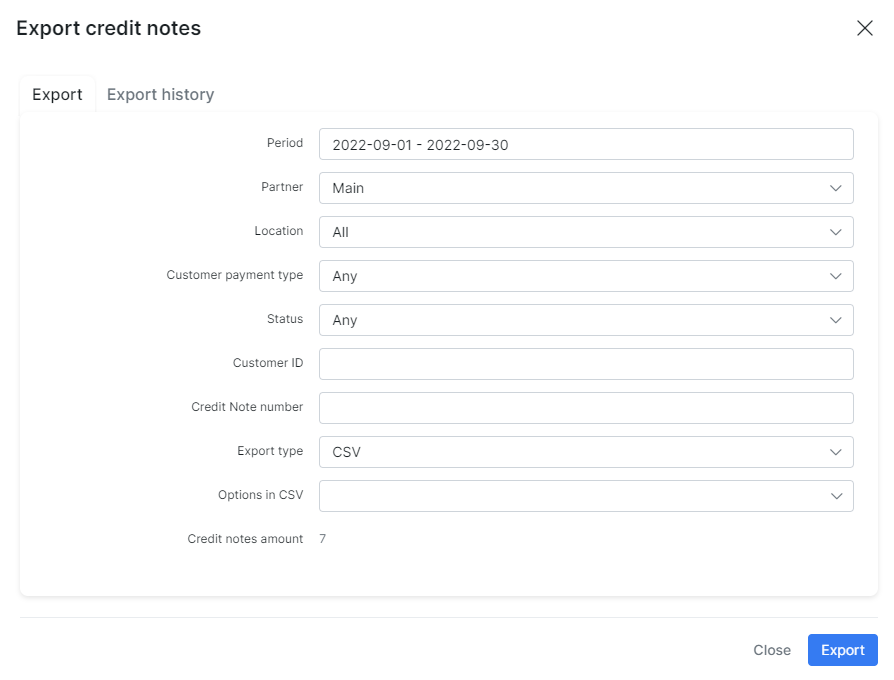 Export credit notes
Export Export history
Period 2022-09-01 - 2022-09-30
Partner Main
Location All
Customer payment type Any
Status Any
Customer ID
Credit Note number
Export type CSV
Options in CSV
Credit notes amount 7
Close Export